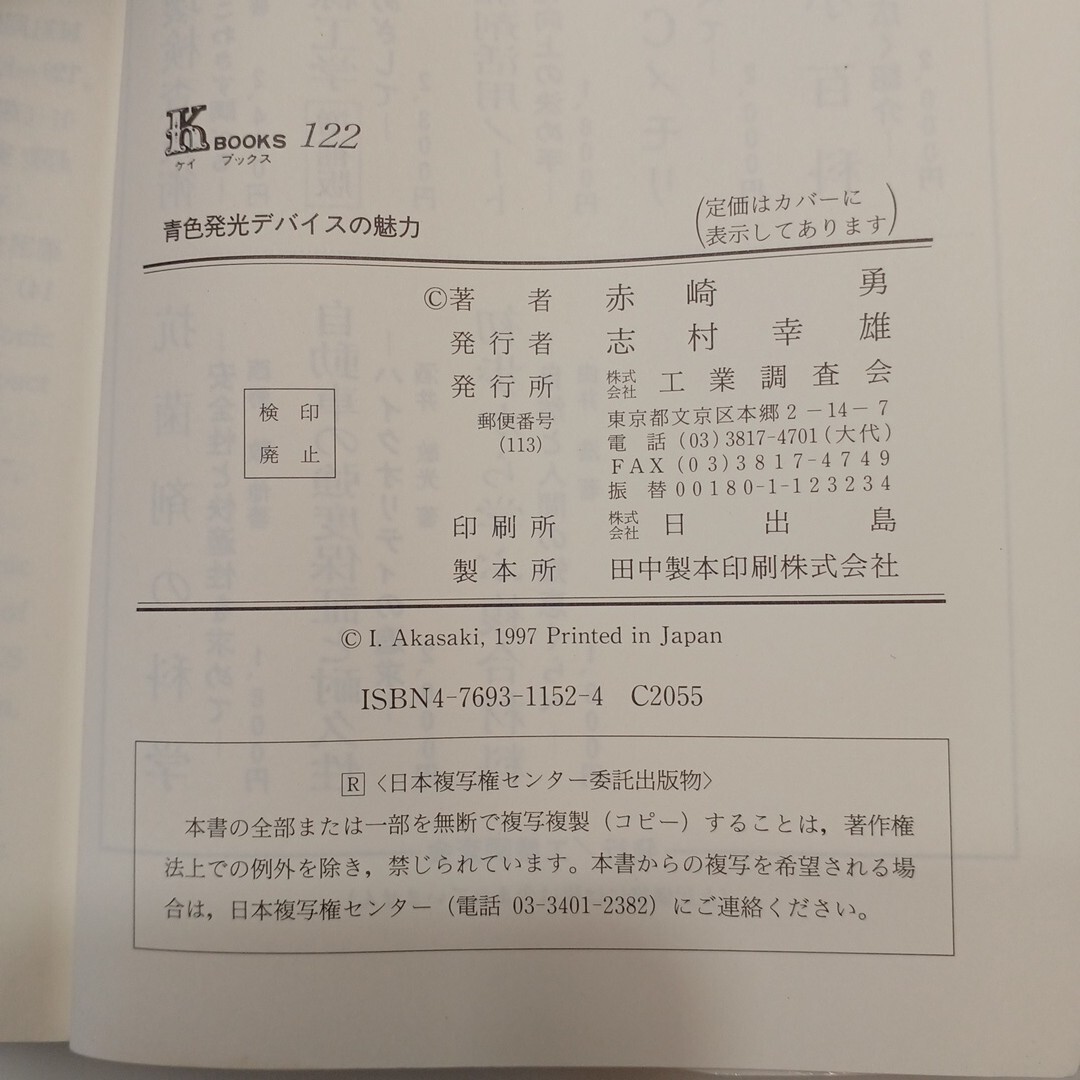 K BOOKS 122
ケイ ブックス
青色発光デバイスの魅力
(定価はカバーに
表示してあります)
©著者 赤崎 勇
発行者 志村幸雄
発行所 株式会社 工業調査会
郵便番号 東京都文京区本郷2-14-7
(113) 電話 (03)3817-4701(大代)
FAX (03)3817-4749
振替00180-1-123234
検印
廃止
印刷所 株式会社 日出島
製本所 田中製本印刷株式会社
© I. Akasaki, 1997 Printed in Japan
ISBN4-7693-1152-4 C2055
R 〈日本複写権センター委託出版物〉
本書の全部または一部を無断で複写複製（コピー）することは，著作権
法上での例外を除き，禁じられています。本書からの複写を希望される場
合は，日本複写権センター（電話 03-3401-2382）にご連絡ください。